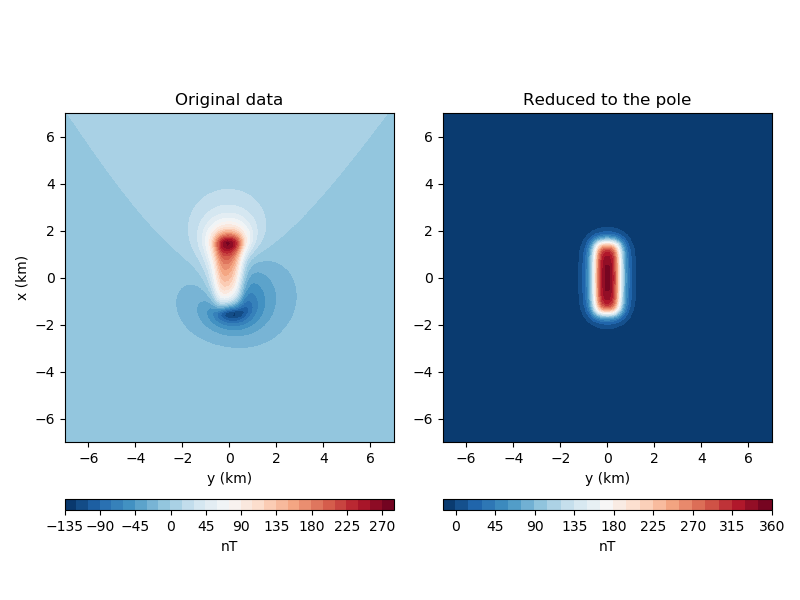 Original data
Reduced to the pole
6
4
2
0
−2
−4
−6
x (km)
−6 −4 −2 0 2 4 6
y (km)
6
4
2
0
−2
−4
−6
−6 −4 −2 0 2 4 6
y (km)
−135 −90 −45 0 45 90 135 180 225 270
nT
0 45 90 135 180 225 270 315 360
nT